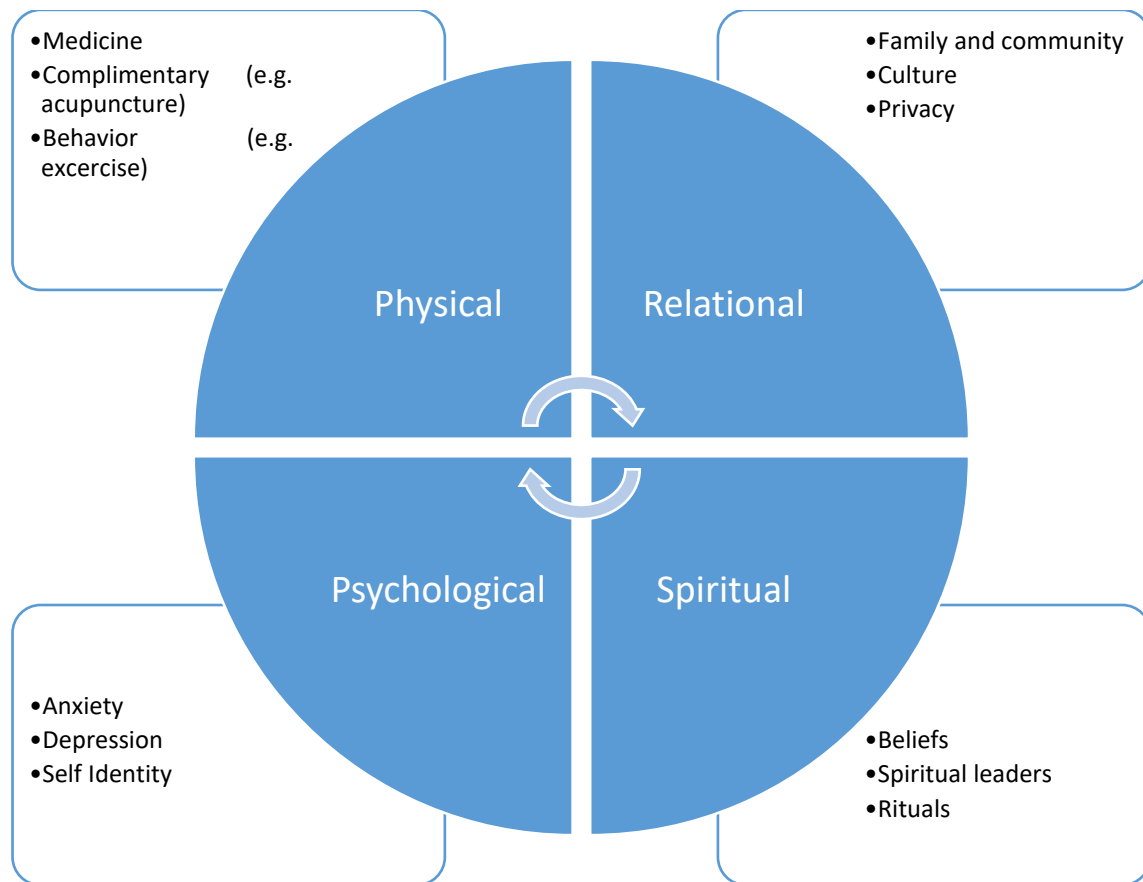 •Medicine
•Complimentary (e.g.
acupuncture)
•Behavior (e.g.
excercise)
•Family and community
•Culture
•Privacy
Physical
Relational
Psychological
Spiritual
•Anxiety
•Depression
•Self Identity
•Beliefs
•Spiritual leaders
•Rituals